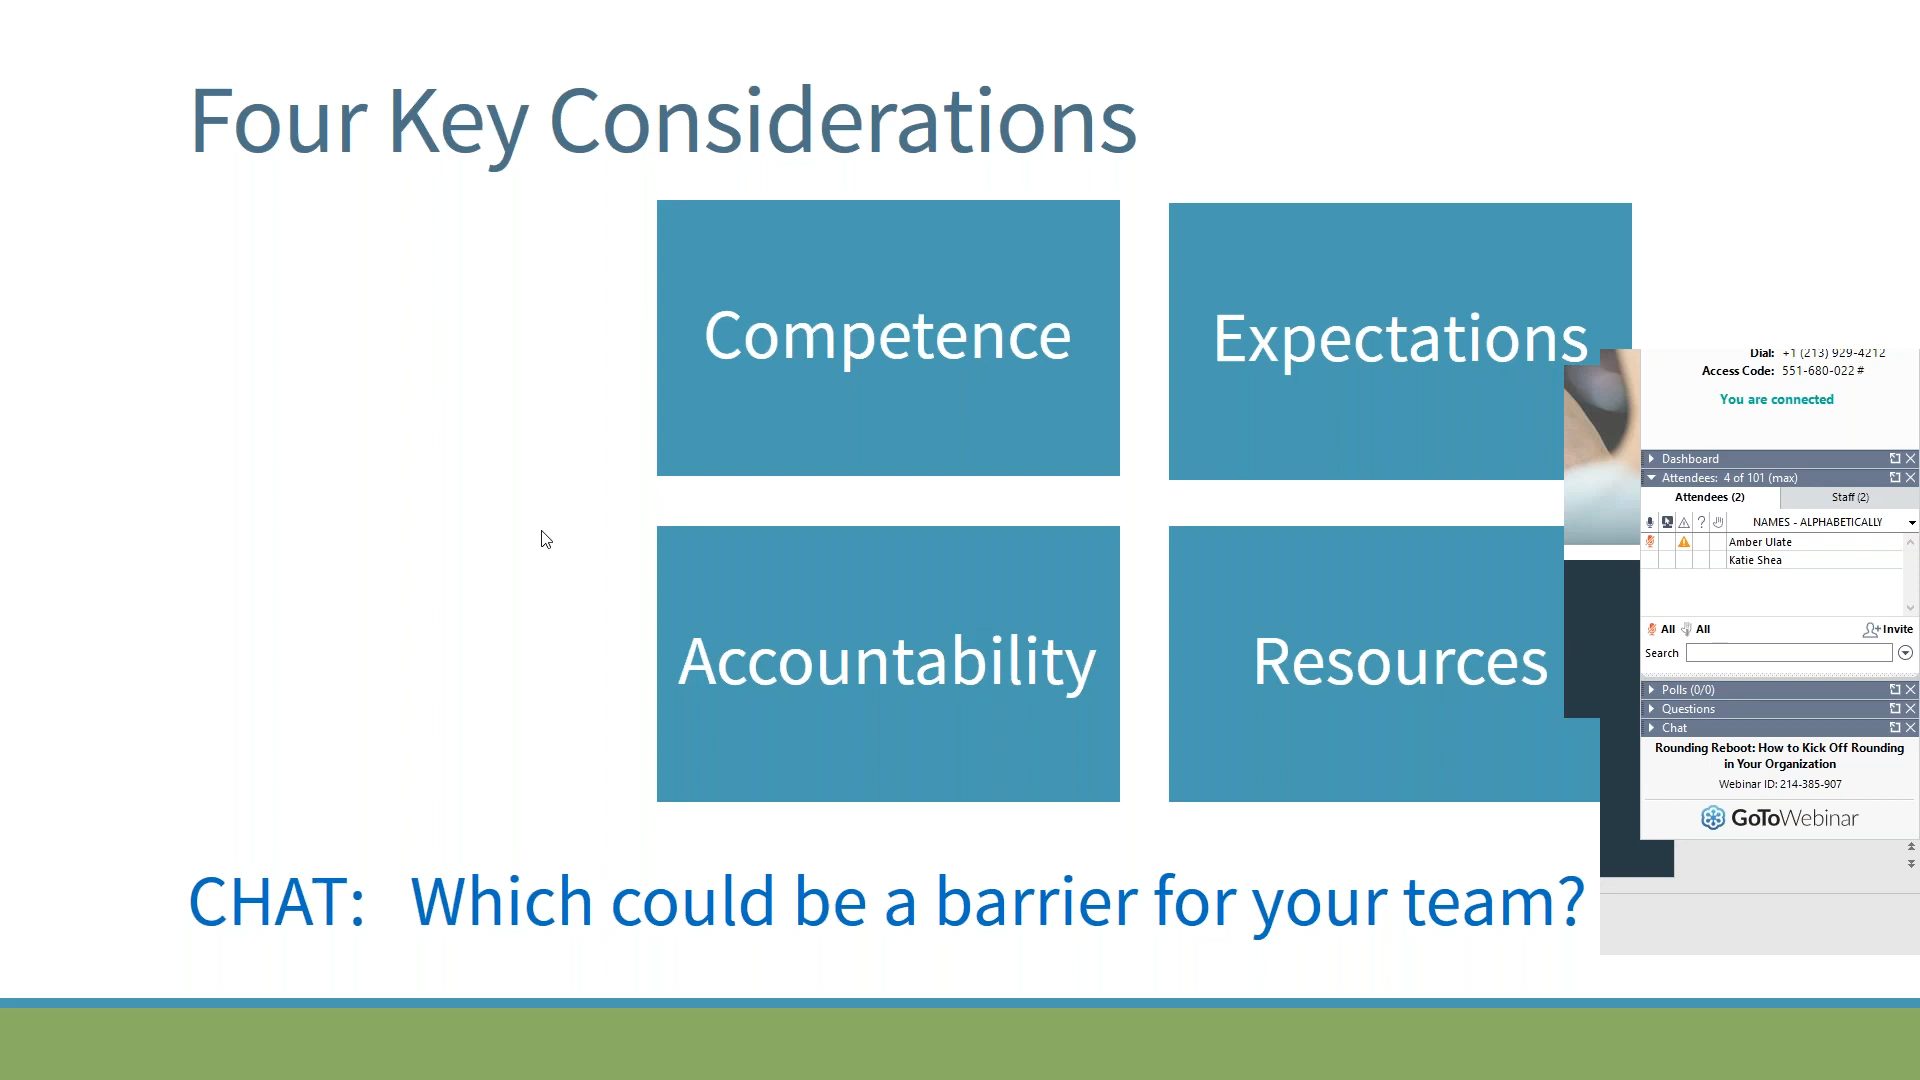 Four Key Considerations
Competence
Expectations
Accountability
Resources
CHAT: Which could be a barrier for your team?
Dial: +1 (213) 929-4212
Access Code: 551-680-022 #
You are connected
Dashboard
Attendees: 4 of 101 (max)
Attendees (2) Staff (2)
? NAMES - ALPHABETICALLY
Amber Ulate
Katie Shea
All All Invite
Search
Polls (0/0)
Questions
Chat
Rounding Reboot: How to Kick Off Rounding
in Your Organization
Webinar ID: 214-385-907
GoToWebinar